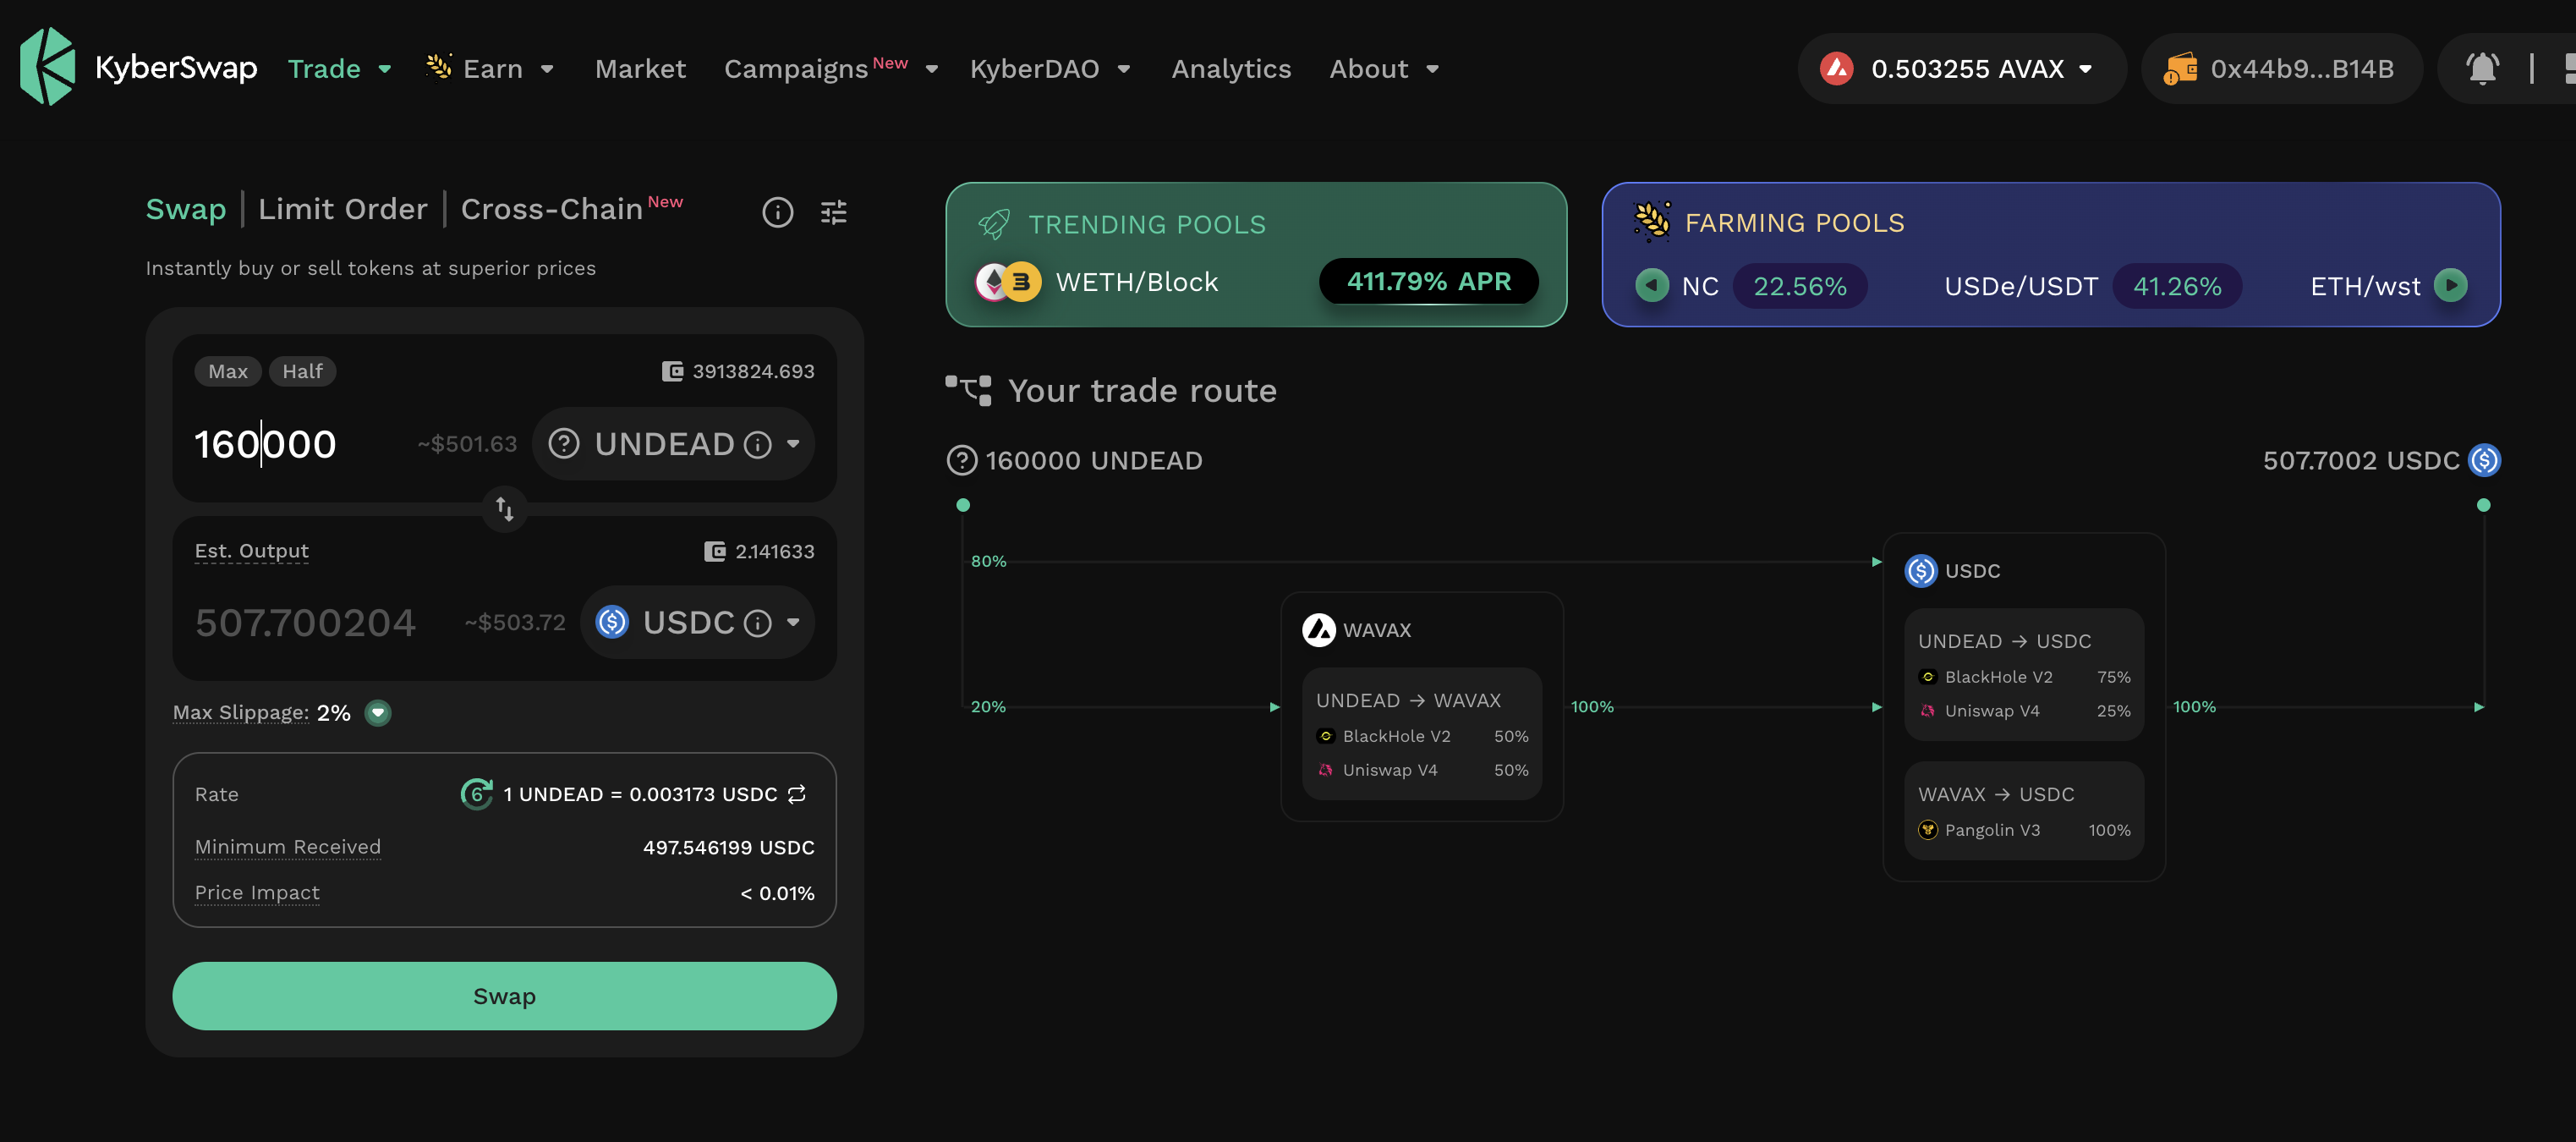 KyberSwap Trade Earn Market Campaigns New KyberDAO Analytics About 0.503255 AVAX 0x44b9...B14B
Swap | Limit Order | Cross-Chain New
Instantly buy or sell tokens at superior prices
Max Half 3913824.693
160000 ~$501.63 UNDEAD
Est. Output 2.141633
507.700204 ~$503.72 USDC
Max Slippage: 2%
Rate 6 1 UNDEAD = 0.003173 USDC
Minimum Received 497.546199 USDC
Price Impact < 0.01%
Swap
TRENDING POOLS
WETH/Block 411.79% APR
FARMING POOLS
NC 22.56% USDe/USDT 41.26% ETH/wst
Your trade route
160000 UNDEAD 507.7002 USDC
80%
20%
WAVAX
UNDEAD → WAVAX
BlackHole V2 50%
Uniswap V4 50%
100%
USDC
UNDEAD → USDC
BlackHole V2 75%
Uniswap V4 25%
WAVAX → USDC
Pangolin V3 100%
100%